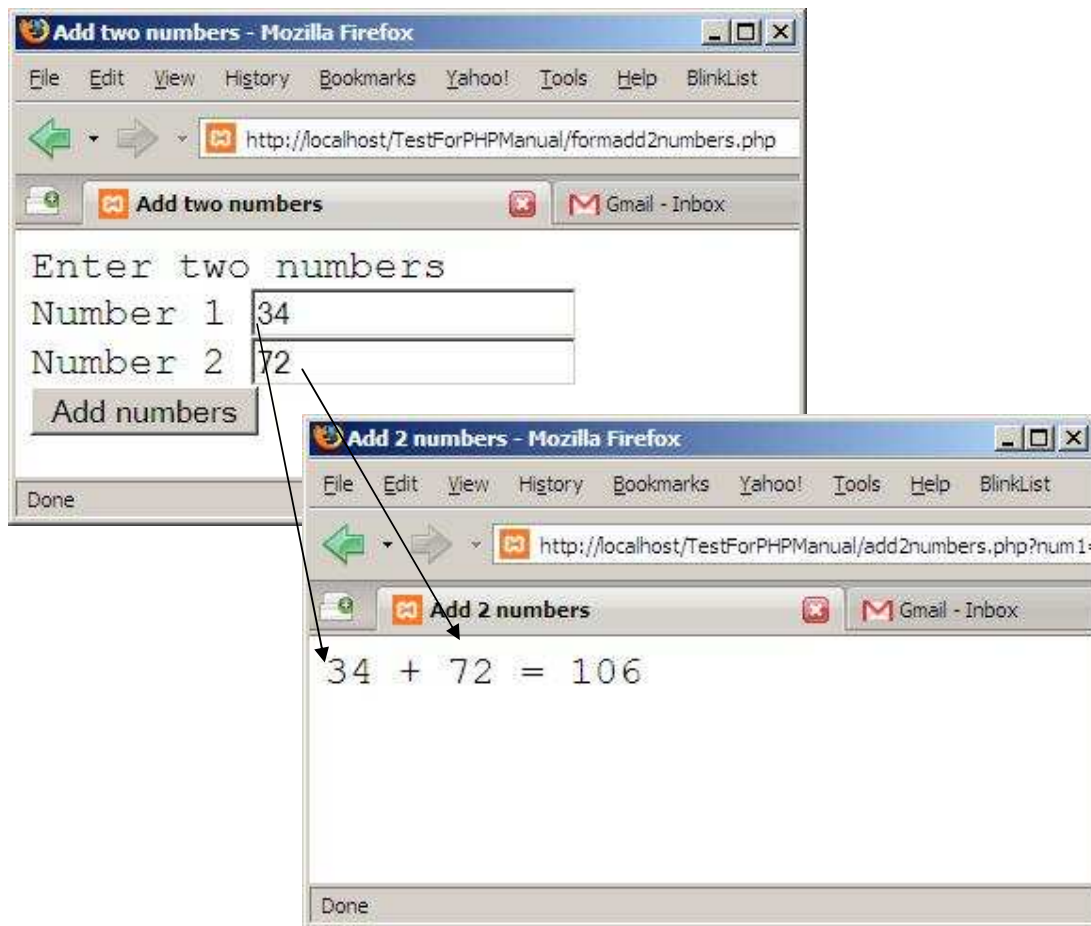 Add two numbers - Mozilla Firefox
File Edit View History Bookmarks Yahoo! Tools Help BlinkList
http://localhost/TestForPHPManual/formadd2numbers.php
Add two numbers Gmail - Inbox
Enter two numbers
Number 1 34
Number 2 72
Add numbers
Done
Add 2 numbers - Mozilla Firefox
File Edit View History Bookmarks Yahoo! Tools Help BlinkList
http://localhost/TestForPHPManual/add2numbers.php?num1=
Add 2 numbers Gmail - Inbox
34 + 72 = 106
Done